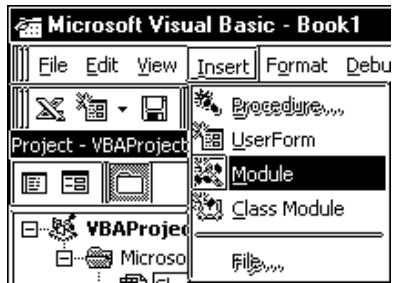 Microsoft Visual Basic - Book1
File Edit View Insert Format Debu
Procedure...
Project - VBAProject
UserForm
Module
Class Module
VBAProjec
Microso
File...